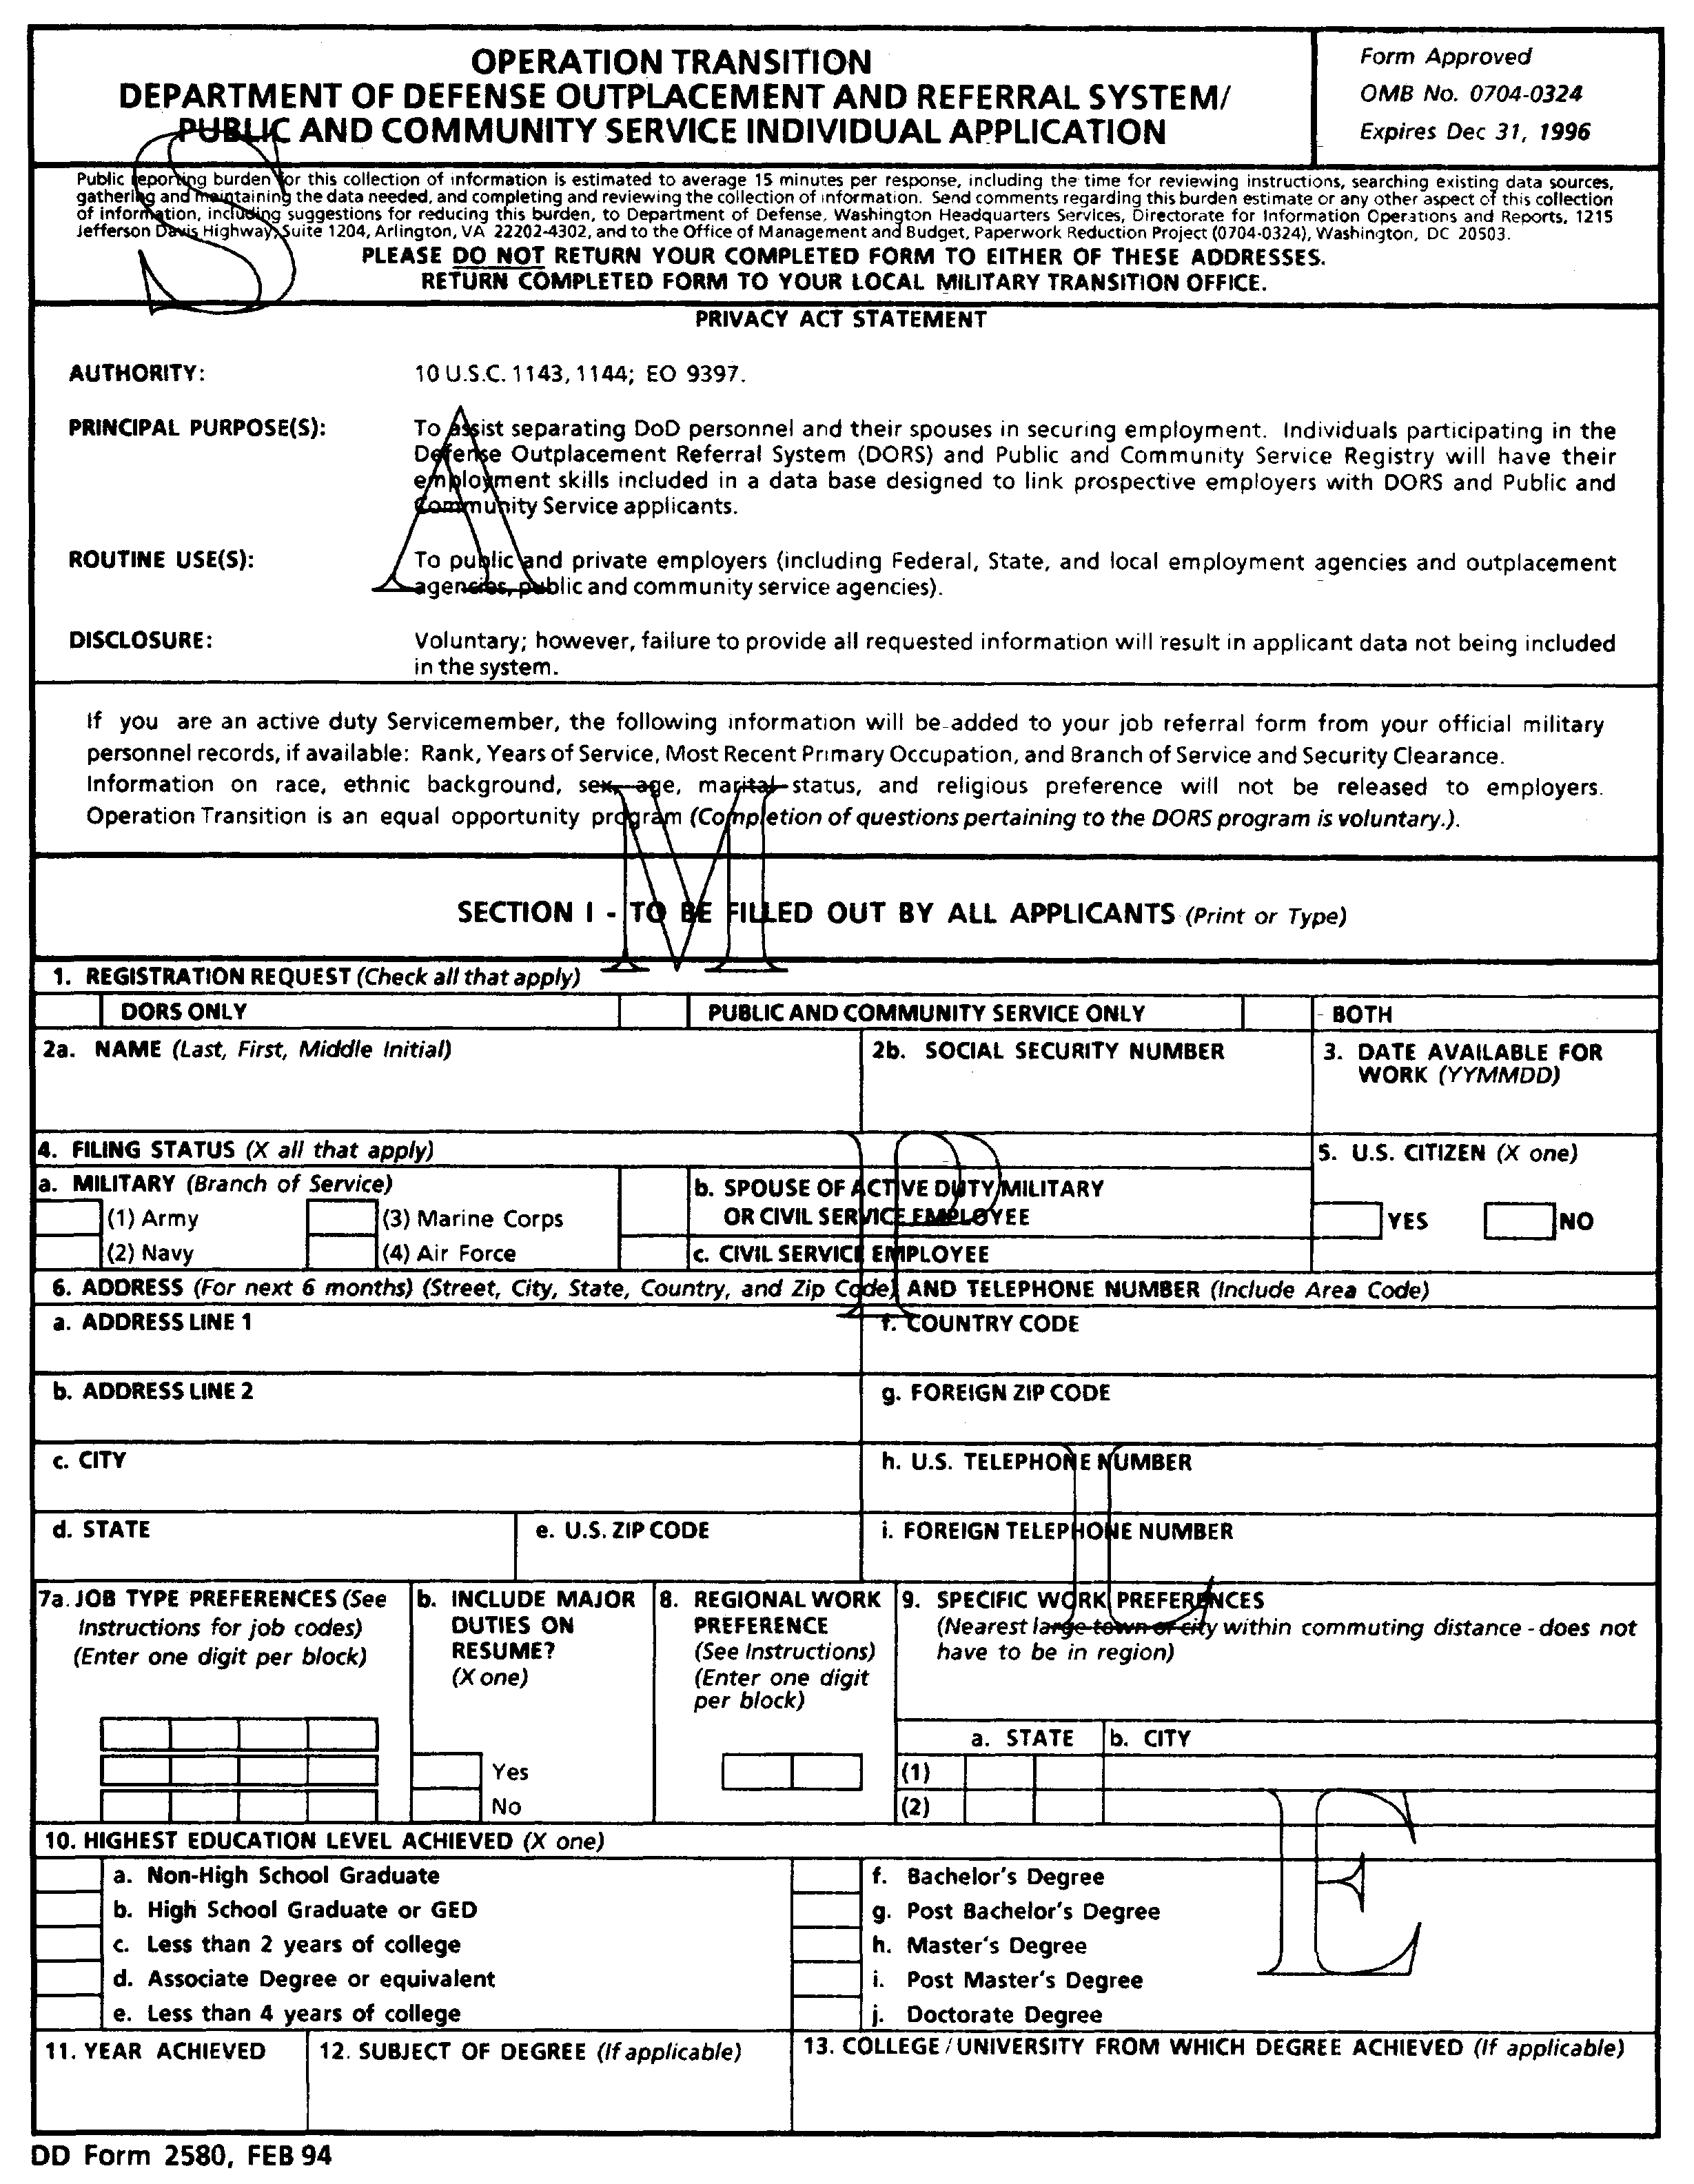 OPERATION TRANSITION
DEPARTMENT OF DEFENSE OUTPLACEMENT AND REFERRAL SYSTEM/
PUBLIC AND COMMUNITY SERVICE INDIVIDUAL APPLICATION
Form Approved
OMB No. 0704-0324
Expires Dec 31, 1996
Public reporting burden for this collection of information is estimated to average 15 minutes per response, including the time for reviewing instructions, searching existing data sources,
gathering and maintaining the data needed, and completing and reviewing the collection of information. Send comments regarding this burden estimate or any other aspect of this collection
of information, including suggestions for reducing this burden, to Department of Defense, Washington Headquarters Services, Directorate for Information Operations and Reports, 1215
Jefferson Davis Highway, Suite 1204, Arlington, VA 22202-4302, and to the Office of Management and Budget, Paperwork Reduction Project (0704-0324), Washington, DC 20503.
PLEASE DO NOT RETURN YOUR COMPLETED FORM TO EITHER OF THESE ADDRESSES.
RETURN COMPLETED FORM TO YOUR LOCAL MILITARY TRANSITION OFFICE.
PRIVACY ACT STATEMENT
AUTHORITY: 10 U.S.C. 1143, 1144; EO 9397.
PRINCIPAL PURPOSE(S): To assist separating DoD personnel and their spouses in securing employment. Individuals participating in the
Defense Outplacement Referral System (DORS) and Public and Community Service Registry will have their
employment skills included in a data base designed to link prospective employers with DORS and Public and
Community Service applicants.
ROUTINE USE(S): To public and private employers (including Federal, State, and local employment agencies and outplacement
agencies, public and community service agencies).
DISCLOSURE: Voluntary; however, failure to provide all requested information will result in applicant data not being included
in the system.
If you are an active duty Servicemember, the following information will be added to your job referral form from your official military
personnel records, if available: Rank, Years of Service, Most Recent Primary Occupation, and Branch of Service and Security Clearance.
Information on race, ethnic background, sex, age, marital status, and religious preference will not be released to employers.
Operation Transition is an equal opportunity program (Completion of questions pertaining to the DORS program is voluntary.).
SECTION I - TO BE FILLED OUT BY ALL APPLICANTS (Print or Type)
1. REGISTRATION REQUEST (Check all that apply)
DORS ONLY
PUBLIC AND COMMUNITY SERVICE ONLY
BOTH
2a. NAME (Last, First, Middle Initial)
2b. SOCIAL SECURITY NUMBER
3. DATE AVAILABLE FOR
WORK (YYMMDD)
4. FILING STATUS (X all that apply)
a. MILITARY (Branch of Service)
(1) Army
(3) Marine Corps
(2) Navy
(4) Air Force
b. SPOUSE OF ACTIVE DUTY MILITARY
OR CIVIL SERVICE EMPLOYEE
c. CIVIL SERVICE EMPLOYEE
5. U.S. CITIZEN (X one)
YES
NO
6. ADDRESS (For next 6 months) (Street, City, State, Country, and Zip Code) AND TELEPHONE NUMBER (Include Area Code)
a. ADDRESS LINE 1
f. COUNTRY CODE
b. ADDRESS LINE 2
g. FOREIGN ZIP CODE
c. CITY
h. U.S. TELEPHONE NUMBER
d. STATE
e. U.S. ZIP CODE
i. FOREIGN TELEPHONE NUMBER
7a. JOB TYPE PREFERENCES (See
Instructions for job codes)
(Enter one digit per block)
b. INCLUDE MAJOR
DUTIES ON
RESUME?
(X one)
Yes
No
8. REGIONAL WORK
PREFERENCE
(See Instructions)
(Enter one digit
per block)
9. SPECIFIC WORK PREFERENCES
(Nearest large town or city within commuting distance - does not
have to be in region)
a. STATE
b. CITY
(1)
(2)
10. HIGHEST EDUCATION LEVEL ACHIEVED (X one)
a. Non-High School Graduate
b. High School Graduate or GED
c. Less than 2 years of college
d. Associate Degree or equivalent
e. Less than 4 years of college
f. Bachelor's Degree
g. Post Bachelor's Degree
h. Master's Degree
i. Post Master's Degree
j. Doctorate Degree
11. YEAR ACHIEVED
12. SUBJECT OF DEGREE (If applicable)
13. COLLEGE / UNIVERSITY FROM WHICH DEGREE ACHIEVED (If applicable)
DD Form 2580, FEB 94
SAMPLE